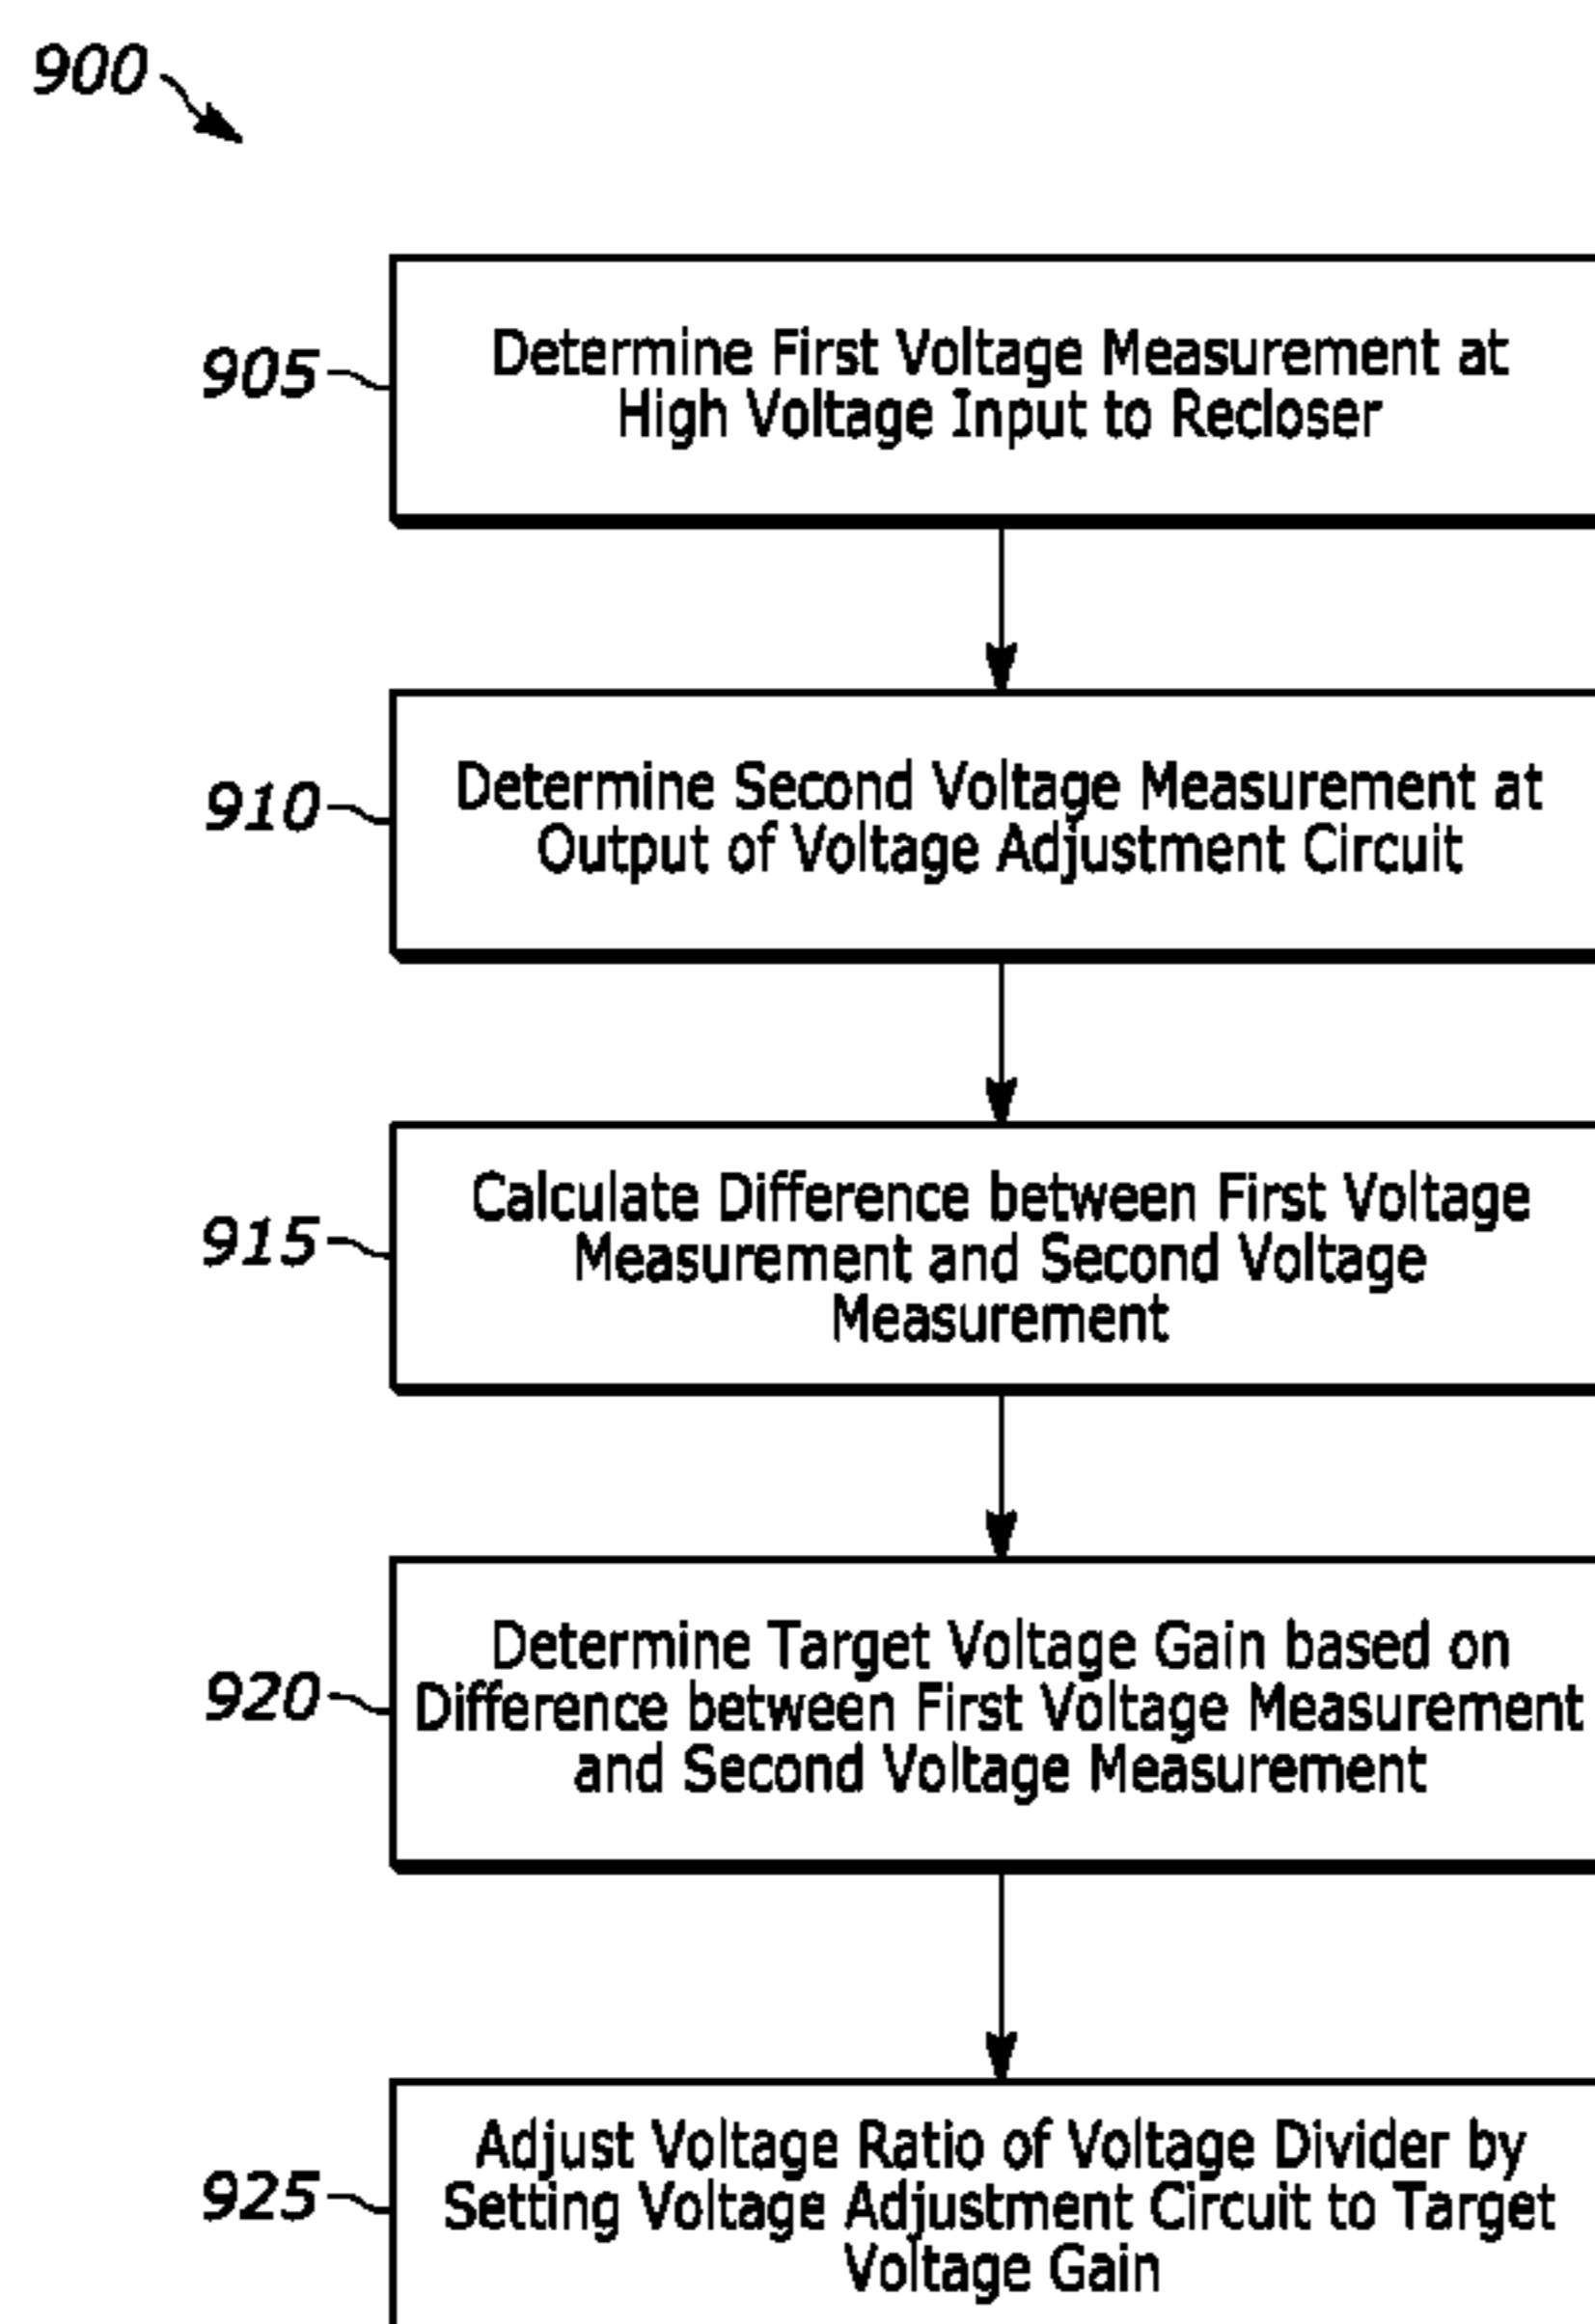 900
905
Determine First Voltage Measurement at
High Voltage Input to Recloser
910
Determine Second Voltage Measurement at
Output of Voltage Adjustment Circuit
915
Calculate Difference between First Voltage
Measurement and Second Voltage
Measurement
920
Determine Target Voltage Gain based on
Difference between First Voltage Measurement
and Second Voltage Measurement
925
Adjust Voltage Ratio of Voltage Divider by
Setting Voltage Adjustment Circuit to Target
Voltage Gain